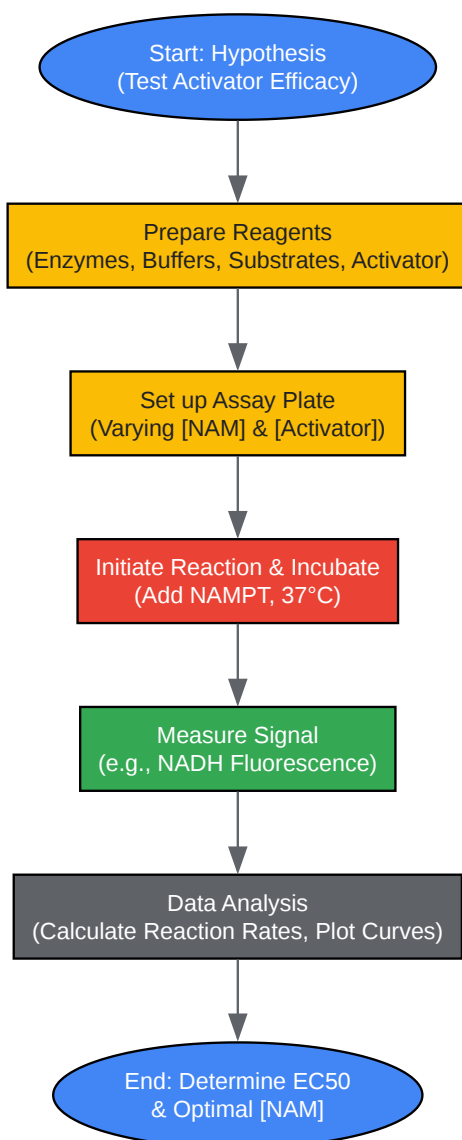 Start: Hypothesis
(Test Activator Efficacy)
Prepare Reagents
(Enzymes, Buffers, Substrates, Activator)
Set up Assay Plate
(Varying [NAM] & [Activator])
Initiate Reaction & Incubate
(Add NAMPT, 37°C)
Measure Signal
(e.g., NADH Fluorescence)
Data Analysis
(Calculate Reaction Rates, Plot Curves)
End: Determine EC50
& Optimal [NAM]